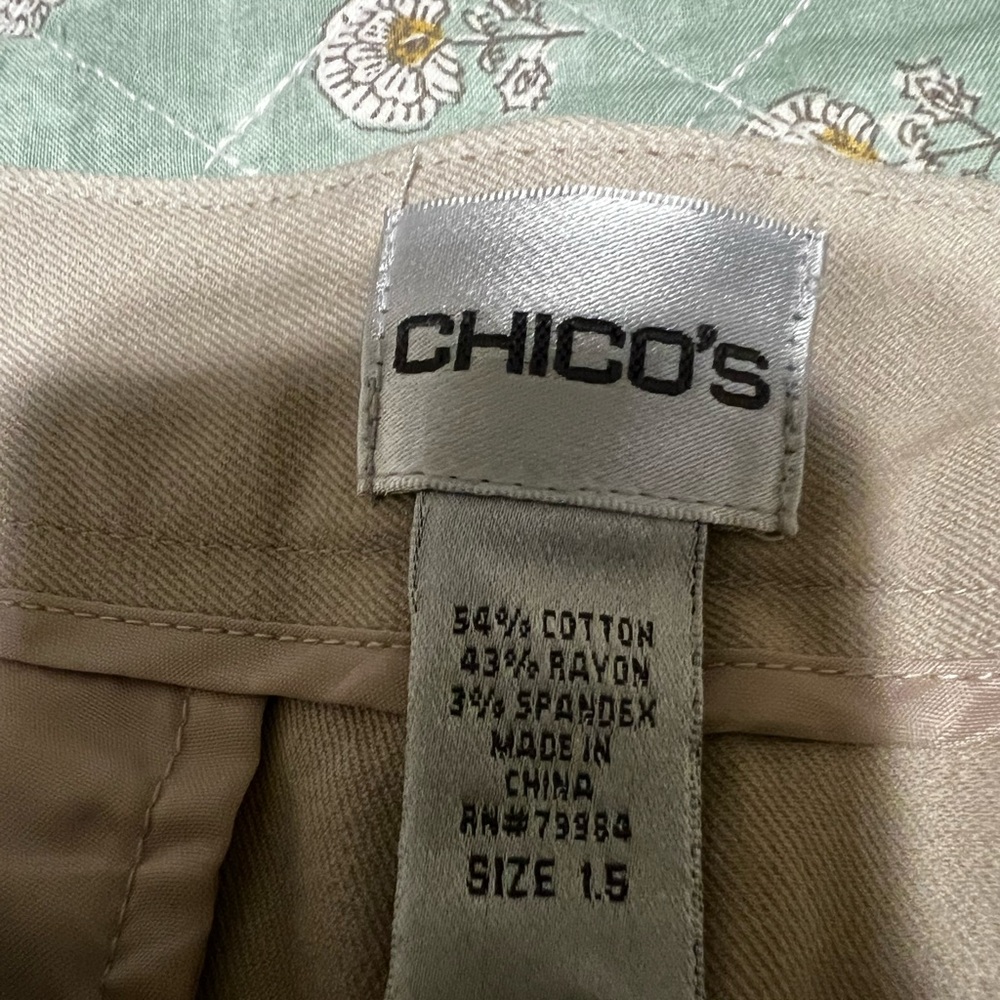 CHICO'S
54% COTTON
43% RAYON
3% SPANDEX
MADE IN
CHINA
RN#79984
SIZE 1.5